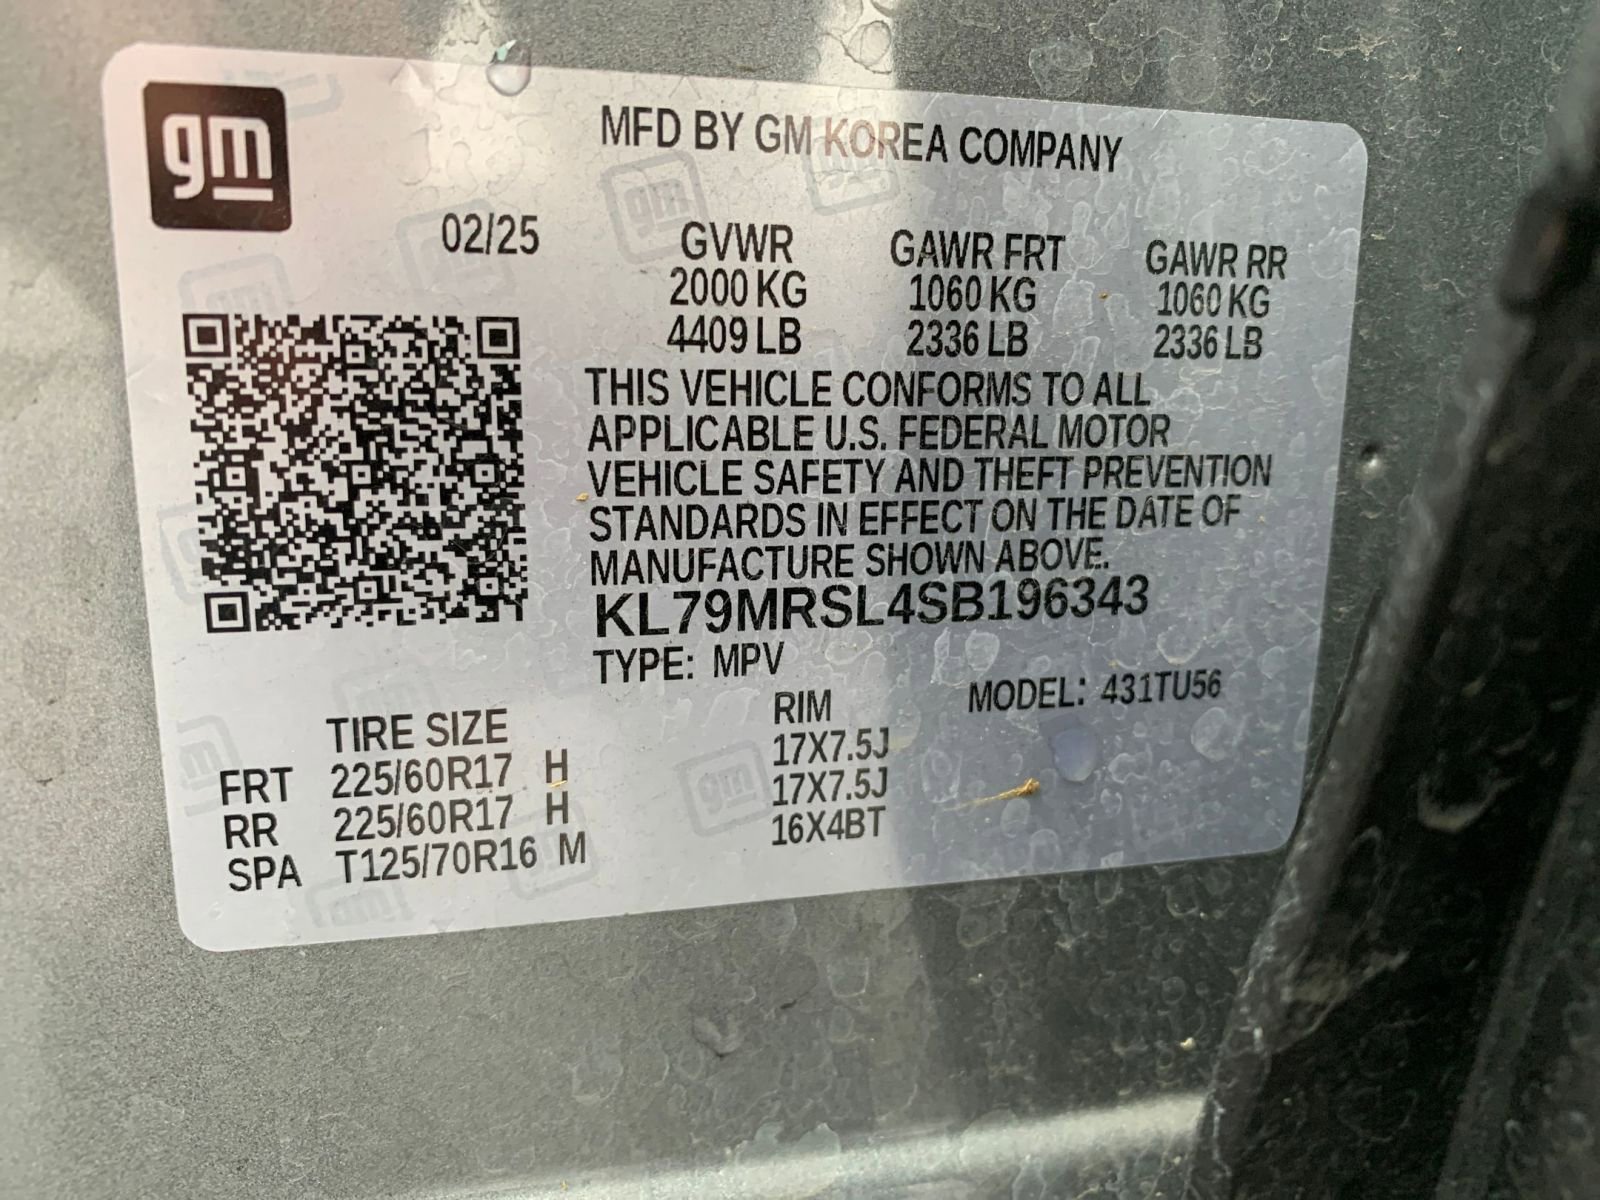 gm
MFD BY GM KOREA COMPANY
02/25 GVWR GAWR FRT GAWR RR
2000 KG 1060 KG 1060 KG
4409 LB 2336 LB 2336 LB
THIS VEHICLE CONFORMS TO ALL
APPLICABLE U.S. FEDERAL MOTOR
VEHICLE SAFETY AND THEFT PREVENTION
STANDARDS IN EFFECT ON THE DATE OF
MANUFACTURE SHOWN ABOVE.
KL79MRSL4SB196343
TYPE: MPV
MODEL: 431TU56
TIRE SIZE RIM
FRT 225/60R17 H 17X7.5J
RR 225/60R17 H 17X7.5J
SPA T125/70R16 M 16X4BT